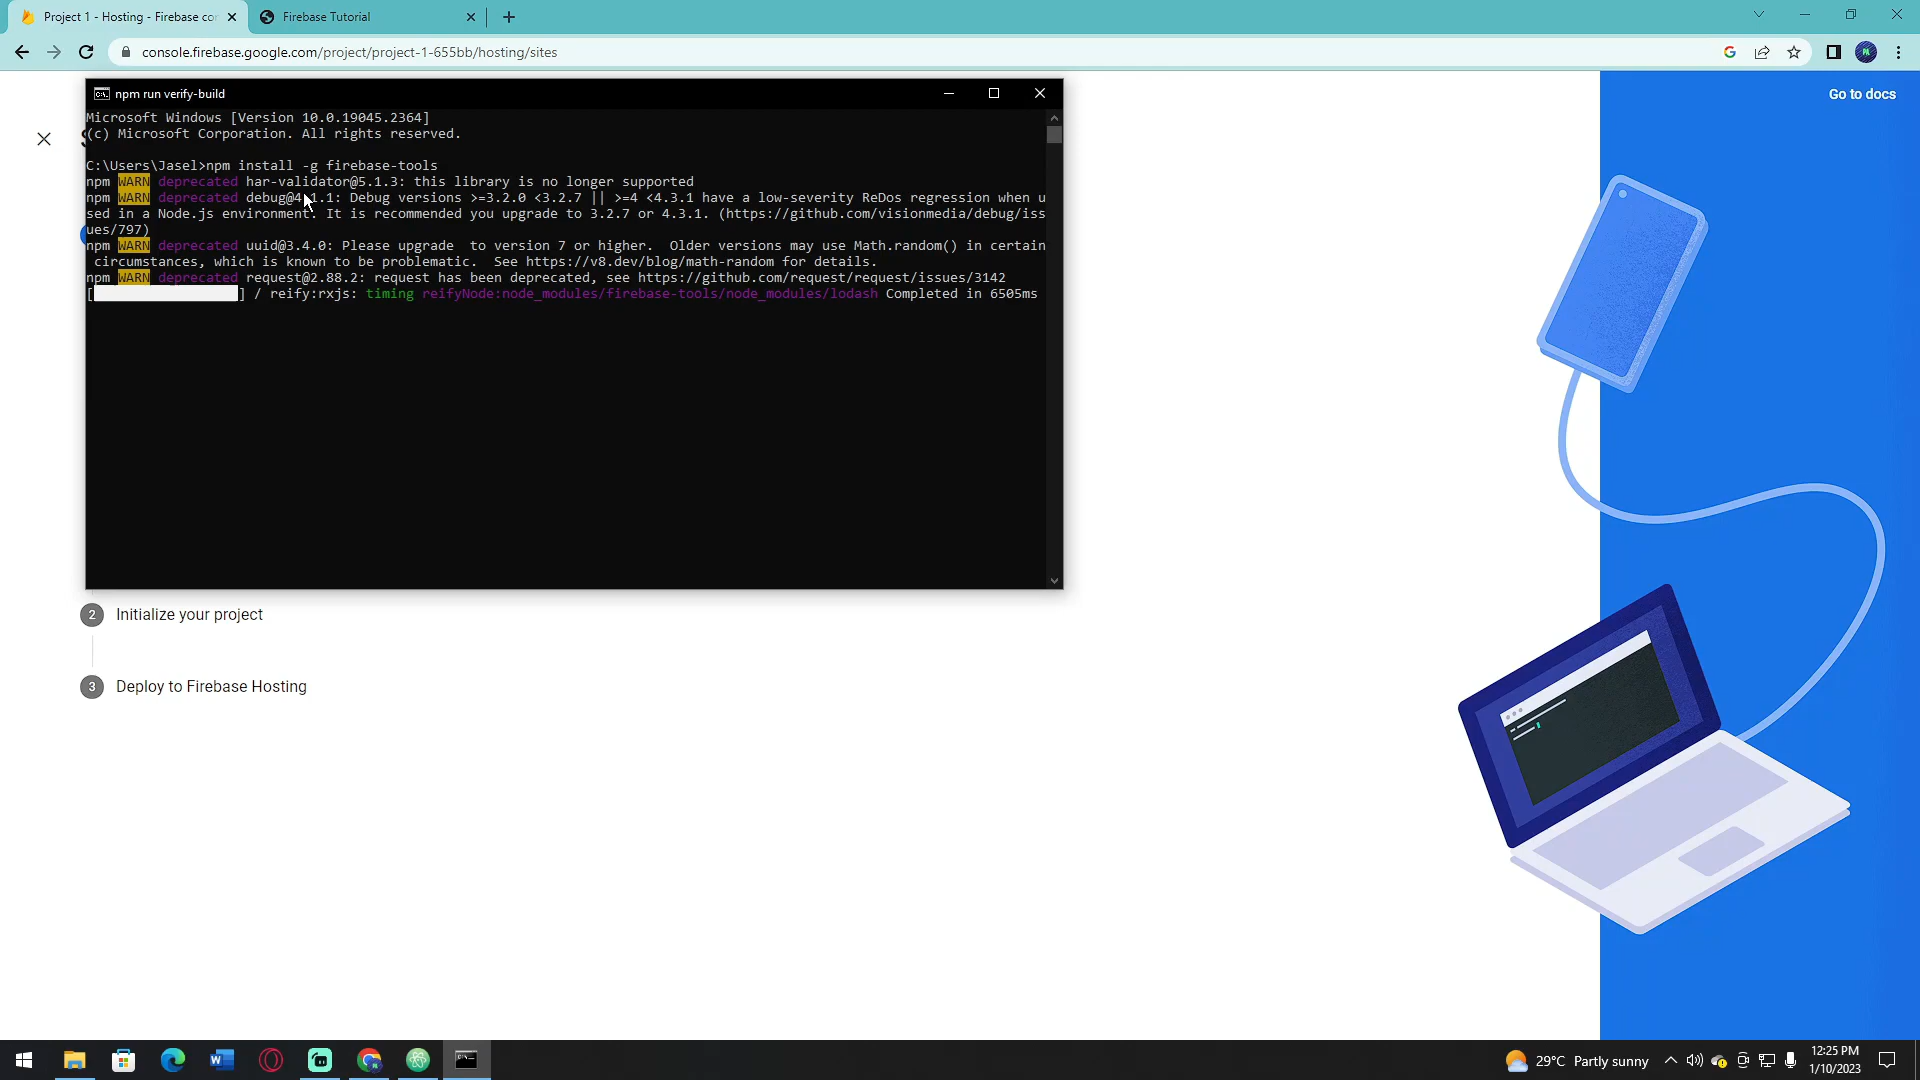 Project 1 - Hosting - Firebase con
Firebase Tutorial
console.firebase.google.com/project/project-1-655bb/hosting/sites
Go to docs
npm run verify-build
Microsoft Windows [Version 10.0.19045.2364]
(c) Microsoft Corporation. All rights reserved.
C:\Users\Jasel>npm install -g firebase-tools
npm WARN deprecated har-validator@5.1.3: this library is no longer supported
npm WARN deprecated debug@4.1.1: Debug versions >=3.2.0 <3.2.7 || >=4 <4.3.1 have a low-severity ReDos regression when u
sed in a Node.js environment. It is recommended you upgrade to 3.2.7 or 4.3.1. (https://github.com/visionmedia/debug/iss
ues/797)
npm WARN deprecated uuid@3.4.0: Please upgrade  to version 7 or higher.  Older versions may use Math.random() in certain
 circumstances, which is known to be problematic.  See https://v8.dev/blog/math-random for details.
npm WARN deprecated request@2.88.2: request has been deprecated, see https://github.com/request/request/issues/3142
[ ] / reify:rxjs: timing reifyNode:node_modules/firebase-tools/node_modules/lodash Completed in 6505ms
2 Initialize your project
3 Deploy to Firebase Hosting
29°C Partly sunny
12:25 PM
1/10/2023